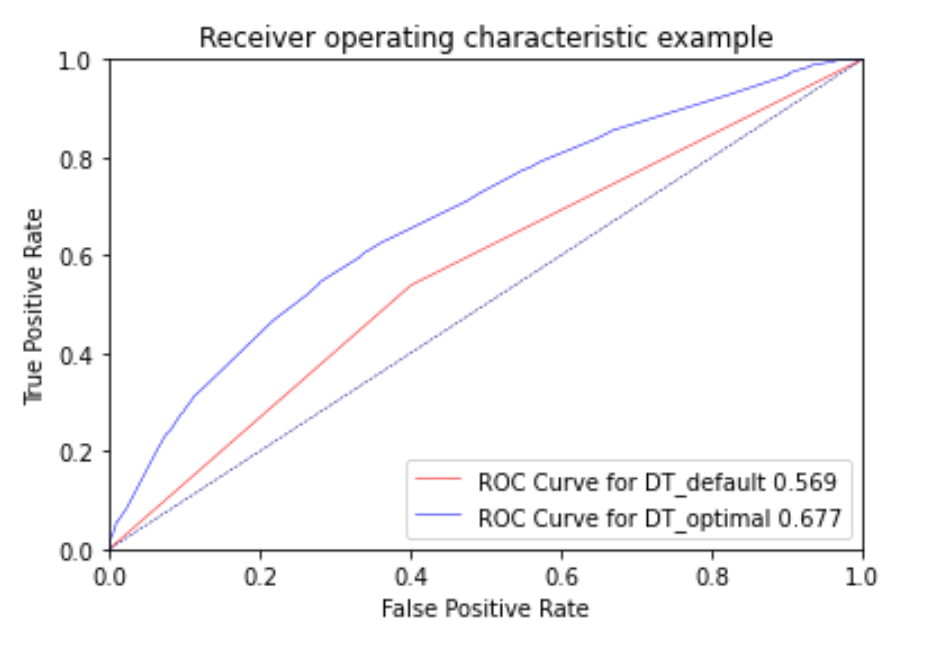 Receiver operating characteristic example
1.0
0.8
0.6
0.4
0.2
0.0
True Positive Rate
ROC Curve for DT_default 0.569
ROC Curve for DT_optimal 0.677
0.0 0.2 0.4 0.6 0.8 1.0
False Positive Rate